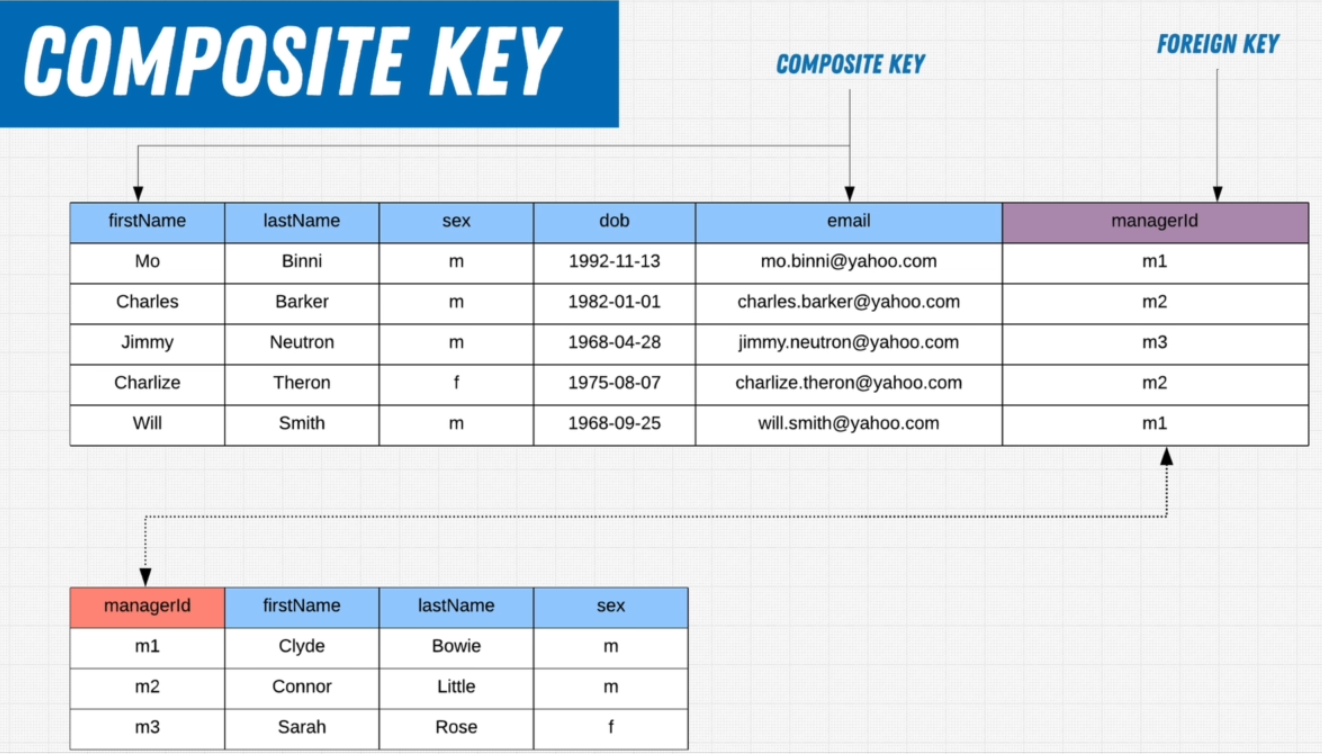 COMPOSITE KEY
COMPOSITE KEY
FOREIGN KEY
firstName lastName sex dob email managerId
Mo Binni m 1992-11-13 mo.binni@yahoo.com m1
Charles Barker m 1982-01-01 charles.barker@yahoo.com m2
Jimmy Neutron m 1968-04-28 jimmy.neutron@yahoo.com m3
Charlize Theron f 1975-08-07 charlize.theron@yahoo.com m2
Will Smith m 1968-09-25 will.smith@yahoo.com m1
managerId firstName lastName sex
m1 Clyde Bowie m
m2 Connor Little m
m3 Sarah Rose f